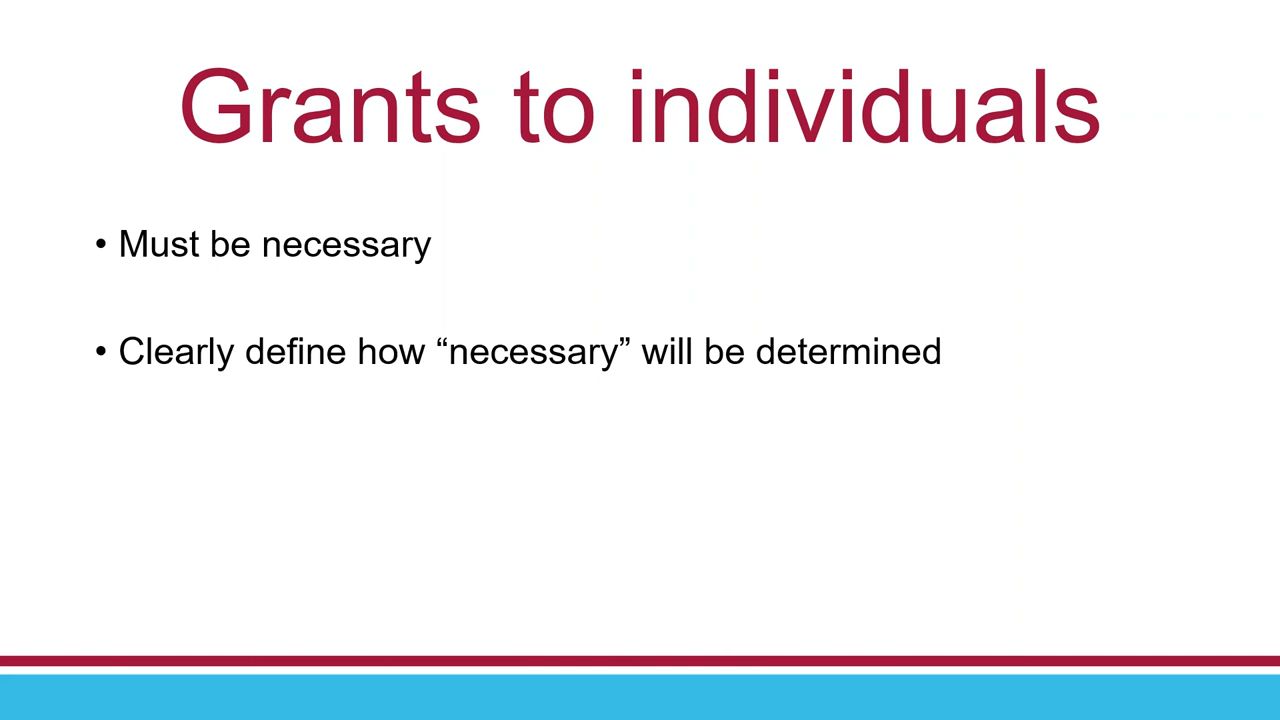 Grants to individuals
• Must be necessary
• Clearly define how “necessary” will be determined